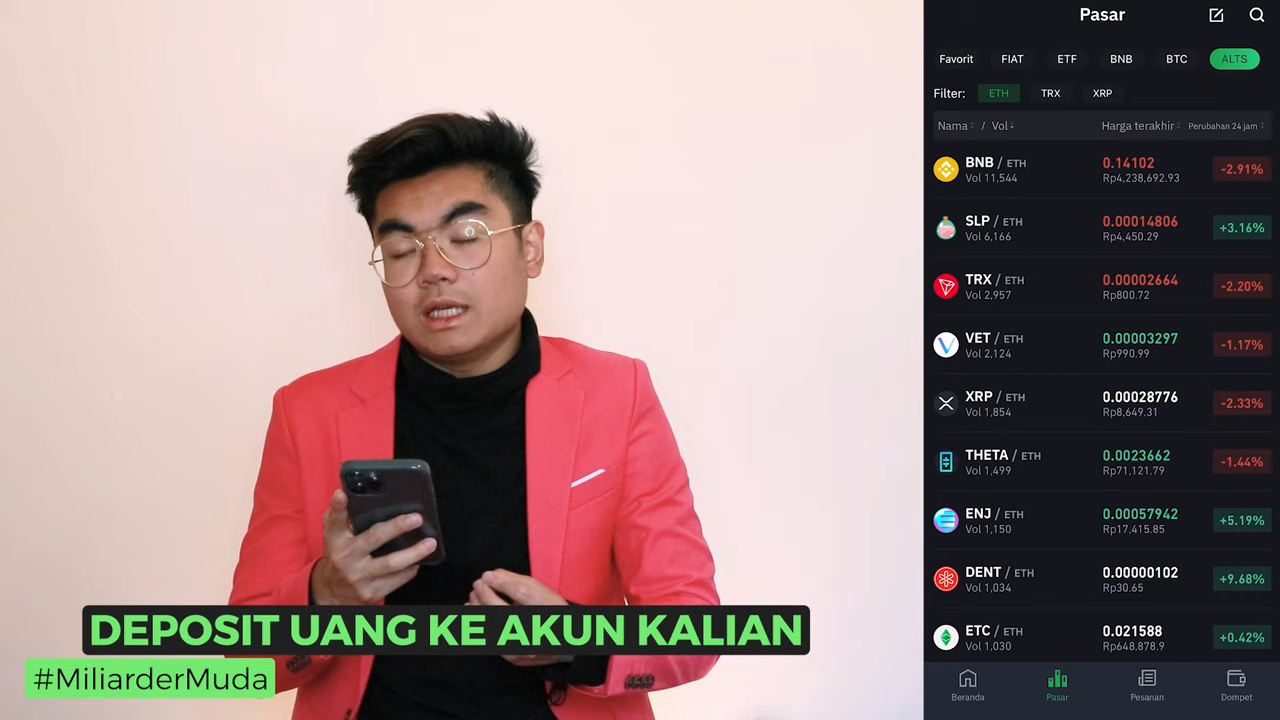 Pasar
Favorit FIAT ETF BNB BTC ALTS
Filter: ETH TRX XRP
Nama / Vol Harga terakhir Perubahan 24 jam
BNB / ETH 0.14102 -2.91%
Vol 11,544 Rp4,238,692.93
SLP / ETH 0.00014806 +3.16%
Vol 6,166 Rp4,450.29
TRX / ETH 0.00002664 -2.20%
Vol 2,957 Rp800.72
VET / ETH 0.00003297 -1.17%
Vol 2,124 Rp990.99
XRP / ETH 0.00028776 -2.33%
Vol 1,854 Rp8,649.31
THETA / ETH 0.0023662 -1.44%
Vol 1,499 Rp71,121.79
ENJ / ETH 0.00057942 +5.19%
Vol 1,150 Rp17,415.85
DENT / ETH 0.00000102 +9.68%
Vol 1,034 Rp30.65
ETC / ETH 0.021588 +0.42%
Vol 1,030 Rp648,878.9
Beranda Pasar Pesanan Dompet
DEPOSIT UANG KE AKUN KALIAN
#MiliarderMuda